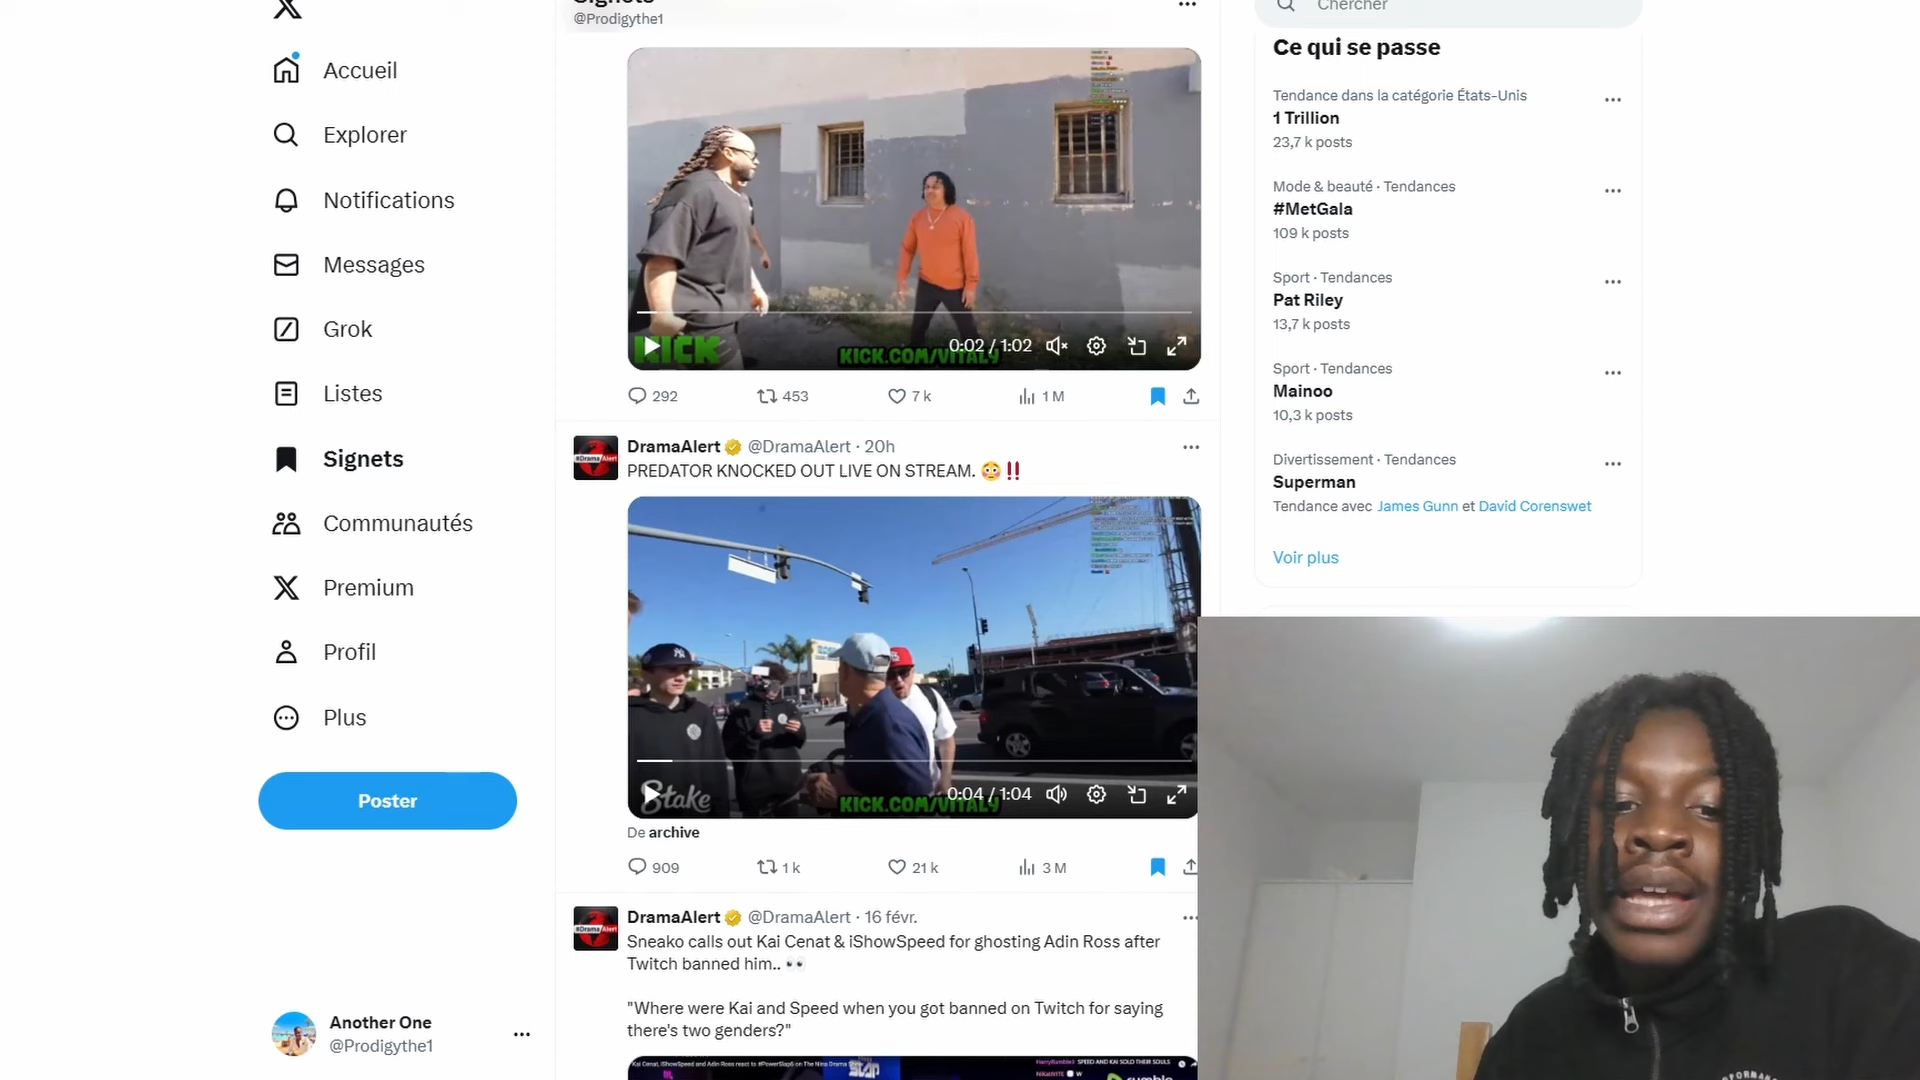 Accueil
Explorer
Notifications
Messages
Grok
Listes
Signets
Communautés
Premium
Profil
Plus
Poster
Another One
@Prodigythe1
Signets
@Prodigythe1
KICK
KICK.COM/VITALY
0:02 / 1:02
292
453
7 k
1 M
DramaAlert @DramaAlert · 20h
PREDATOR KNOCKED OUT LIVE ON STREAM. 😳‼️
Stake
KICK.COM/VITALY
0:04 / 1:04
De archive
909
1 k
21 k
3 M
DramaAlert @DramaAlert · 16 févr.
Sneako calls out Kai Cenat & iShowSpeed for ghosting Adin Ross after
Twitch banned him.. 👀
"Where were Kai and Speed when you got banned on Twitch for saying
there's two genders?"
Chercher
Ce qui se passe
Tendance dans la catégorie États-Unis
1 Trillion
23,7 k posts
Mode & beauté · Tendances
#MetGala
109 k posts
Sport · Tendances
Pat Riley
13,7 k posts
Sport · Tendances
Mainoo
10,3 k posts
Divertissement · Tendances
Superman
Tendance avec James Gunn et David Corenswet
Voir plus